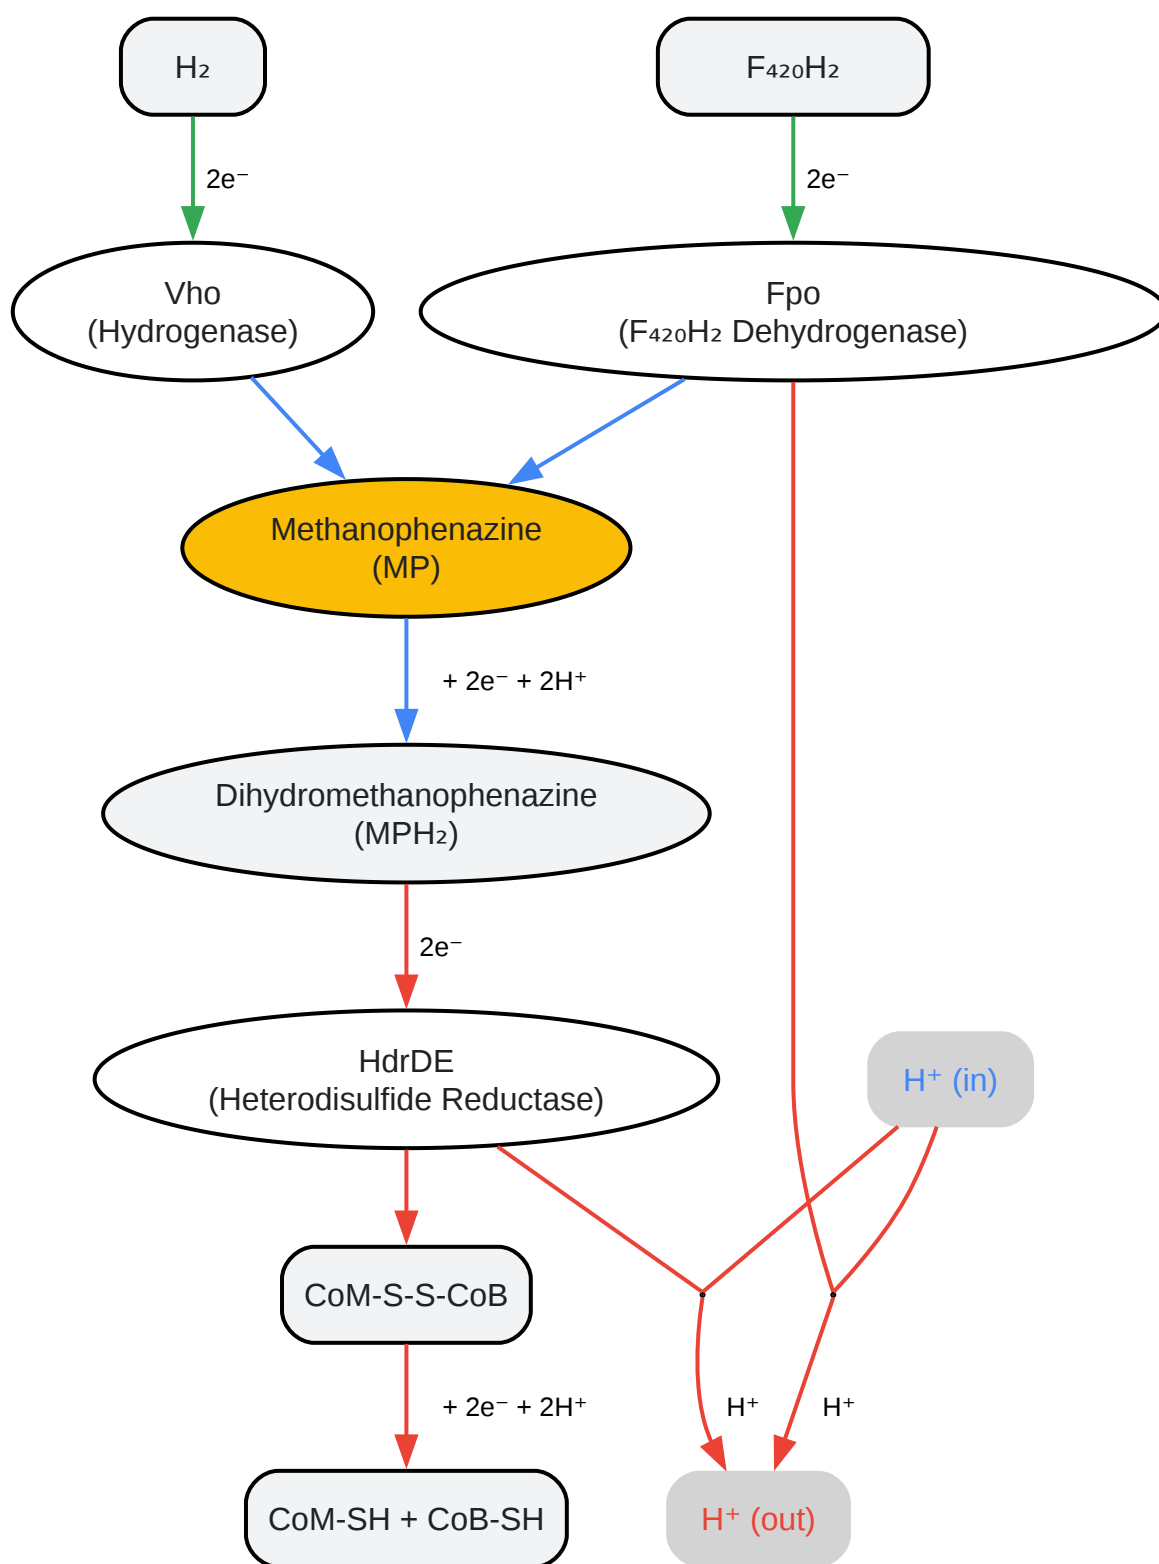 H₂
F₄₂₀H₂
2e⁻
2e⁻
Vho
(Hydrogenase)
Fpo
(F₄₂₀H₂ Dehydrogenase)
Methanophenazine
(MP)
+ 2e⁻ + 2H⁺
Dihydromethanophenazine
(MPH₂)
2e⁻
HdrDE
(Heterodisulfide Reductase)
H⁺ (in)
CoM-S-S-CoB
+ 2e⁻ + 2H⁺
H⁺
H⁺
CoM-SH + CoB-SH
H⁺ (out)